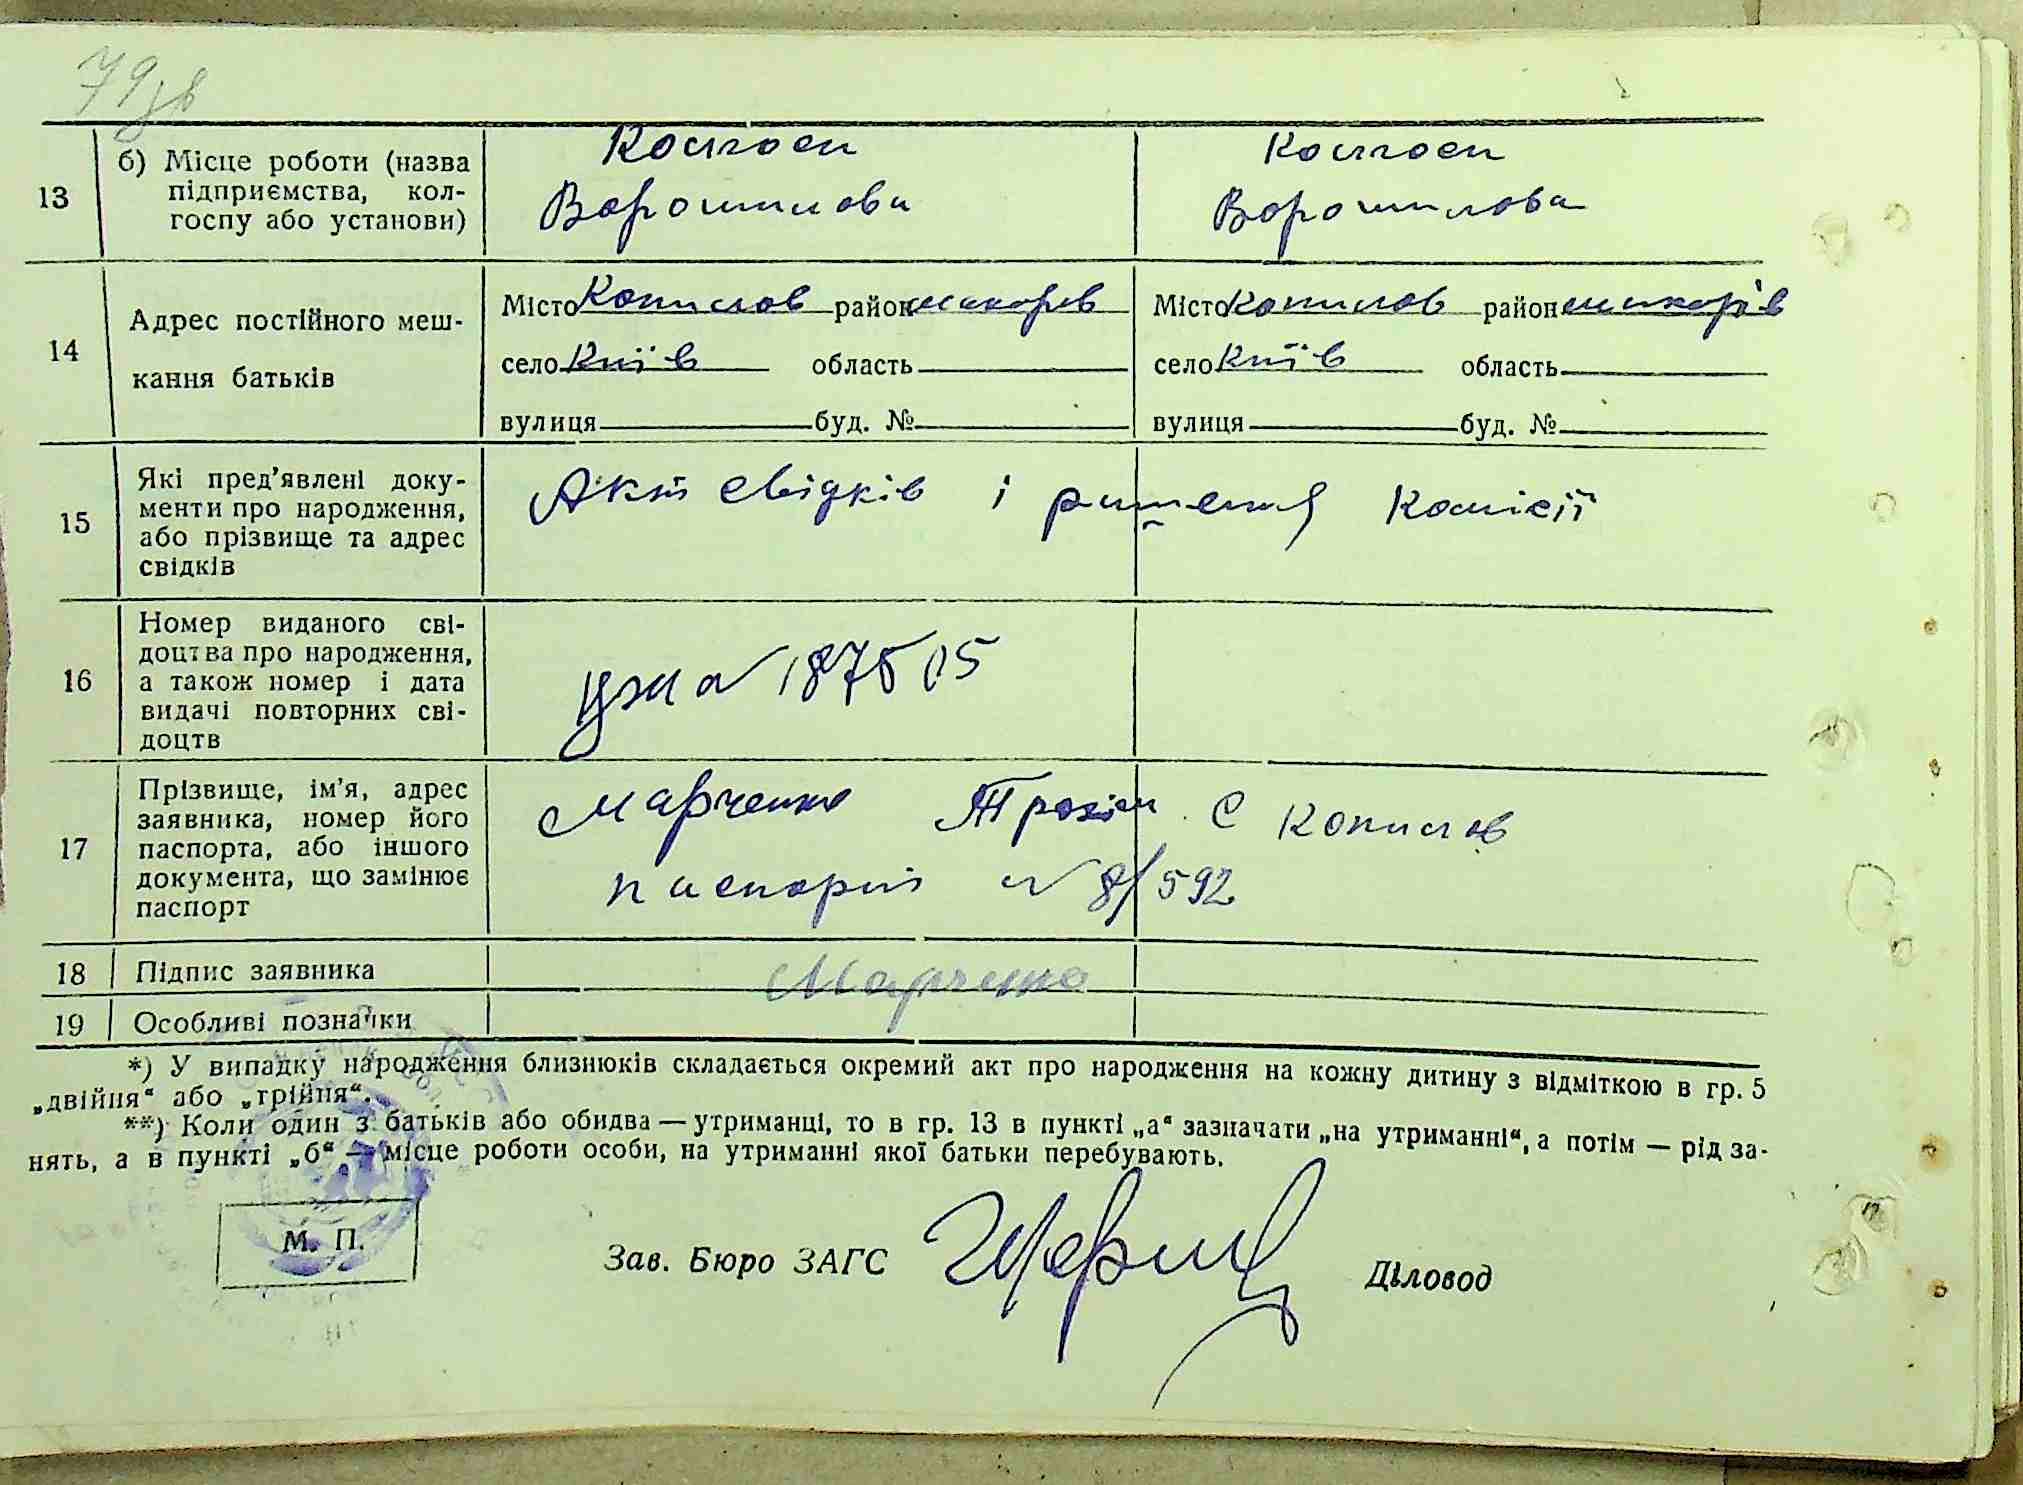 79зв
13
б) Місце роботи (назва
підприємства, кол-
госпу або установи)
Колгосп
Ворошилова
Колгосп
Ворошилова
14
Адрес постійного меш-
кання батьків
Місто Копилов район макорів
село Київ область
вулиця буд. №
Місто Копилов район макорів
село Київ область
вулиця буд. №
15
Які пред'явлені доку-
менти про народження,
або прізвище та адрес
свідків
Акт свідків і ришення Комісії
16
Номер виданого сві-
доцтва про народження,
а також номер і дата
видачі повторних сві-
доцтв
17
Прізвище, ім'я, адрес
заявника, номер його
паспорта, або іншого
документа, що замінює
паспорт
Марченко Трохим С Копилов
паспорт № 8/592
18
Підпис заявника
Марченко
19
Особливі позначки
*) У випадку народження близнюків складається окремий акт про народження на кожну дитину з відміткою в гр. 5
„двійня“ або „трійня“.
**) Коли один з батьків або обидва — утриманці, то в гр. 13 в пункті „а“ зазначати „на утриманні“, а потім — рід за-
нять, а в пункті „б“ — місце роботи особи, на утриманні якої батьки перебувають.
М. П.
Зав. Бюро ЗАГС
Діловод